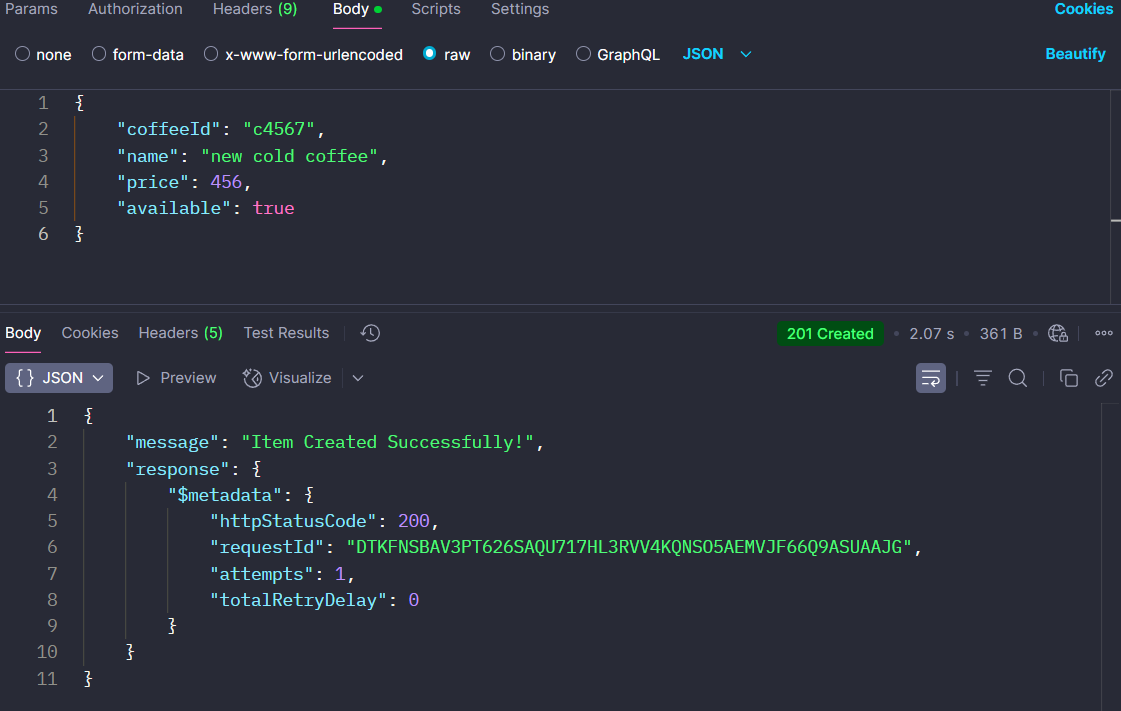 Params Authorization Headers (9) Body Scripts Settings Cookies
none form-data x-www-form-urlencoded raw binary GraphQL JSON Beautify
1 {
2 "coffeeId": "c4567",
3 "name": "new cold coffee",
4 "price": 456,
5 "available": true
6 }
Body Cookies Headers (5) Test Results 201 Created • 2.07 s • 361 B •
{} JSON Preview Visualize
1 {
2 "message": "Item Created Successfully!",
3 "response": {
4 "$metadata": {
5 "httpStatusCode": 200,
6 "requestId": "DTKFNSBAV3PT626SAQU717HL3RVV4KQNSO5AEMVJF66Q9ASUAAJG",
7 "attempts": 1,
8 "totalRetryDelay": 0
9 }
10 }
11 }